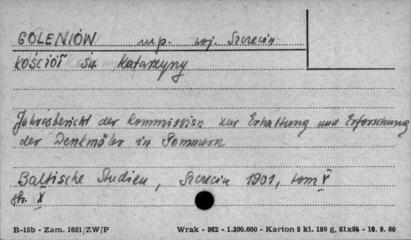 GOLENIÓW m.p. woj. Szczecin
Kościół św. Katarzyny
Jahresbericht der Kommission zur Erhaltung und Erforschung
der Denkmäler in Pommern
Baltische Studien, Szczecin 1901, tom V
str. X
B-15b - Zam. 1681/ZW/P Wrak - 962 - 1.200.000 - Karton 5 kl. 180 g, 61x86 - 10. 9. 60